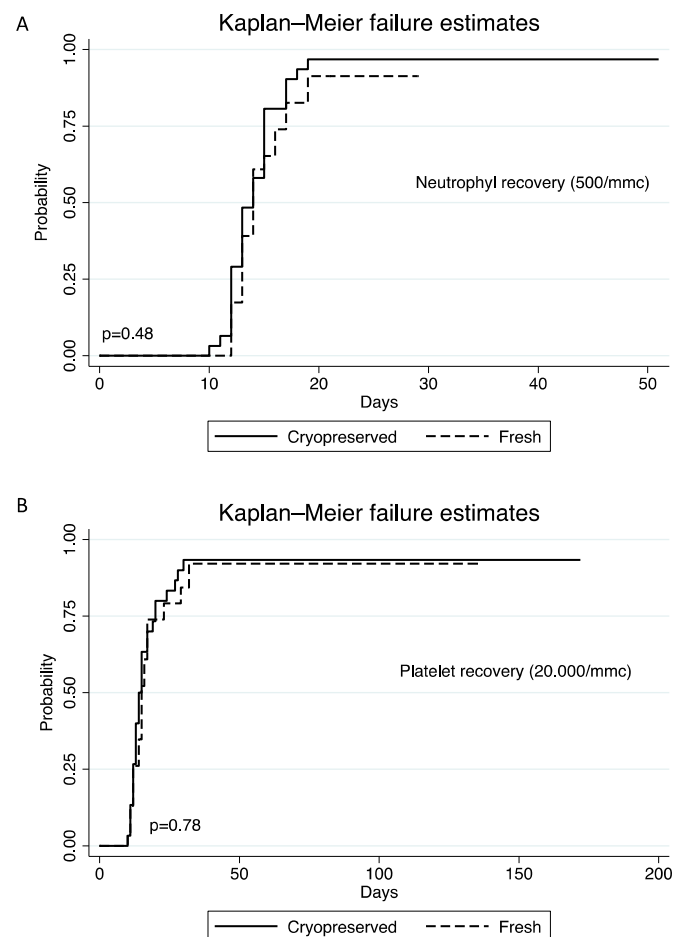 A
Kaplan–Meier failure estimates
1.00
0.75
0.50
0.25
0.00
Probability
Neutrophyl recovery (500/mmc)
p=0.48
0 10 20 30 40 50
Days
Cryopreserved Fresh
B
Kaplan–Meier failure estimates
1.00
0.75
0.50
0.25
0.00
Probability
Platelet recovery (20.000/mmc)
p=0.78
0 50 100 150 200
Days
Cryopreserved Fresh